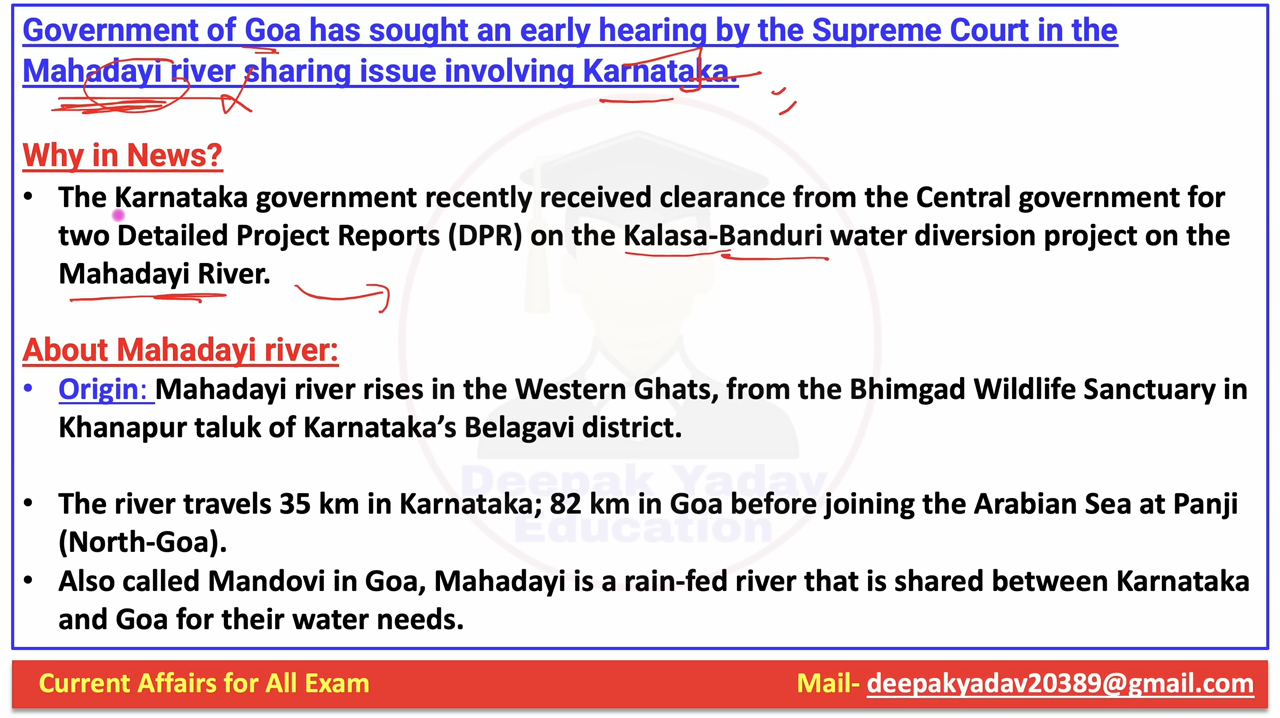 Government of Goa has sought an early hearing by the Supreme Court in the
Mahadayi river sharing issue involving Karnataka.
Why in News?
• The Karnataka government recently received clearance from the Central government for
two Detailed Project Reports (DPR) on the Kalasa-Banduri water diversion project on the
Mahadayi River.
About Mahadayi river:
• Origin: Mahadayi river rises in the Western Ghats, from the Bhimgad Wildlife Sanctuary in
Khanapur taluk of Karnataka’s Belagavi district.
Deepak Yadav
• The river travels 35 km in Karnataka; 82 km in Goa before joining the Arabian Sea at Panji
Education
(North-Goa).
• Also called Mandovi in Goa, Mahadayi is a rain-fed river that is shared between Karnataka
and Goa for their water needs.
Current Affairs for All Exam
Mail- deepakyadav20389@gmail.com